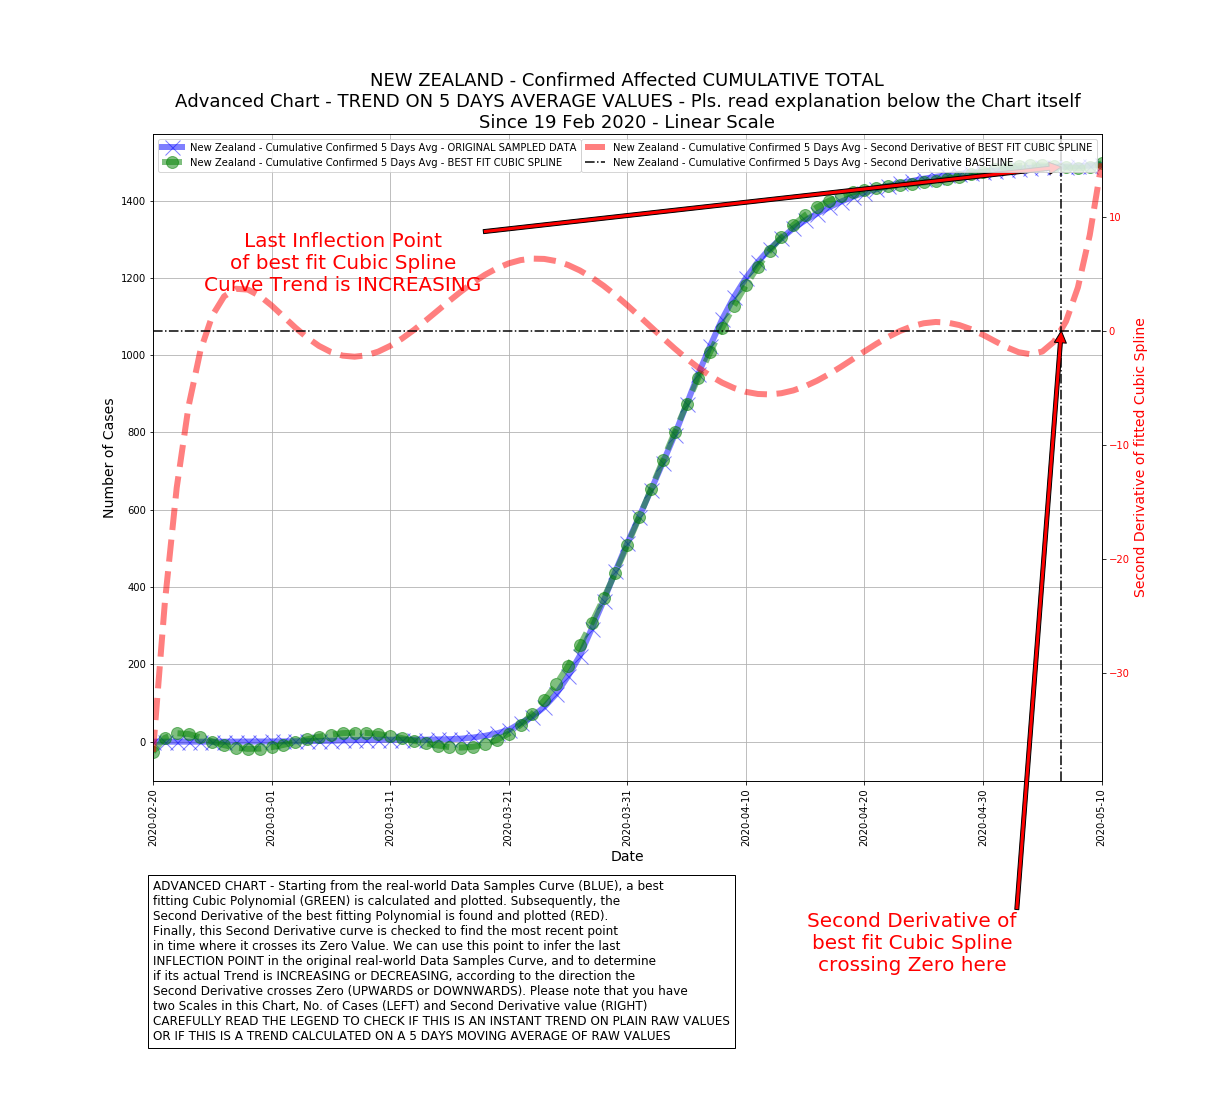 NEW ZEALAND - Confirmed Affected CUMULATIVE TOTAL
Advanced Chart - TREND ON 5 DAYS AVERAGE VALUES - Pls. read explanation below the Chart itself
Since 19 Feb 2020 - Linear Scale
New Zealand - Cumulative Confirmed 5 Days Avg - ORIGINAL SAMPLED DATA
New Zealand - Cumulative Confirmed 5 Days Avg - BEST FIT CUBIC SPLINE
New Zealand - Cumulative Confirmed 5 Days Avg - Second Derivative of BEST FIT CUBIC SPLINE
New Zealand - Cumulative Confirmed 5 Days Avg - Second Derivative BASELINE
Last Inflection Point
of best fit Cubic Spline
Curve Trend is INCREASING
Number of Cases
1400
1200
1000
800
600
400
200
0
10
0
−10
−20
−30
Second Derivative of fitted Cubic Spline
2020-02-20
2020-03-01
2020-03-11
2020-03-21
2020-03-31
2020-04-10
2020-04-20
2020-04-30
2020-05-10
Date
ADVANCED CHART - Starting from the real-world Data Samples Curve (BLUE), a best
fitting Cubic Polynomial (GREEN) is calculated and plotted. Subsequently, the
Second Derivative of the best fitting Polynomial is found and plotted (RED).
Finally, this Second Derivative curve is checked to find the most recent point
in time where it crosses its Zero Value. We can use this point to infer the last
INFLECTION POINT in the original real-world Data Samples Curve, and to determine
if its actual Trend is INCREASING or DECREASING, according to the direction the
Second Derivative crosses Zero (UPWARDS or DOWNWARDS). Please note that you have
two Scales in this Chart, No. of Cases (LEFT) and Second Derivative value (RIGHT)
CAREFULLY READ THE LEGEND TO CHECK IF THIS IS AN INSTANT TREND ON PLAIN RAW VALUES
OR IF THIS IS A TREND CALCULATED ON A 5 DAYS MOVING AVERAGE OF RAW VALUES
Second Derivative of
best fit Cubic Spline
crossing Zero here